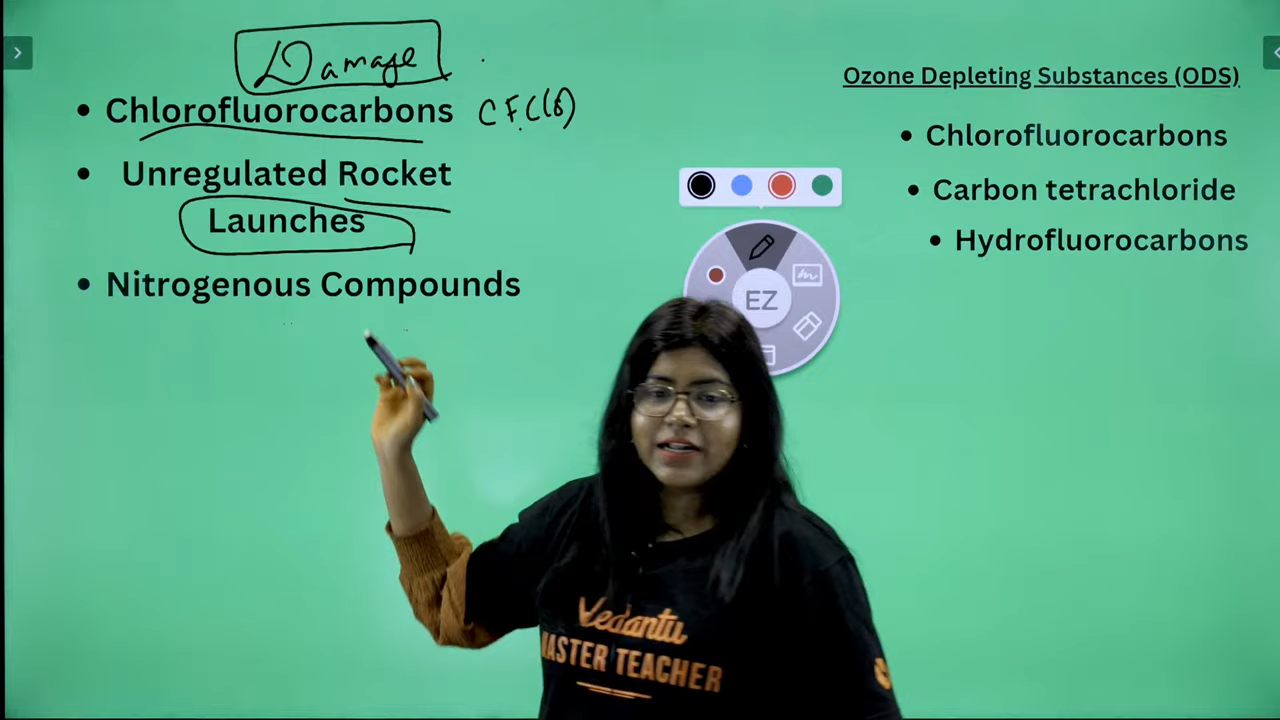 Damage
• Chlorofluorocarbons CFC(s)
• Unregulated Rocket
Launches
• Nitrogenous Compounds
Ozone Depleting Substances (ODS)
• Chlorofluorocarbons
• Carbon tetrachloride
• Hydrofluorocarbons
EZ
Vedantu
MASTER TEACHER